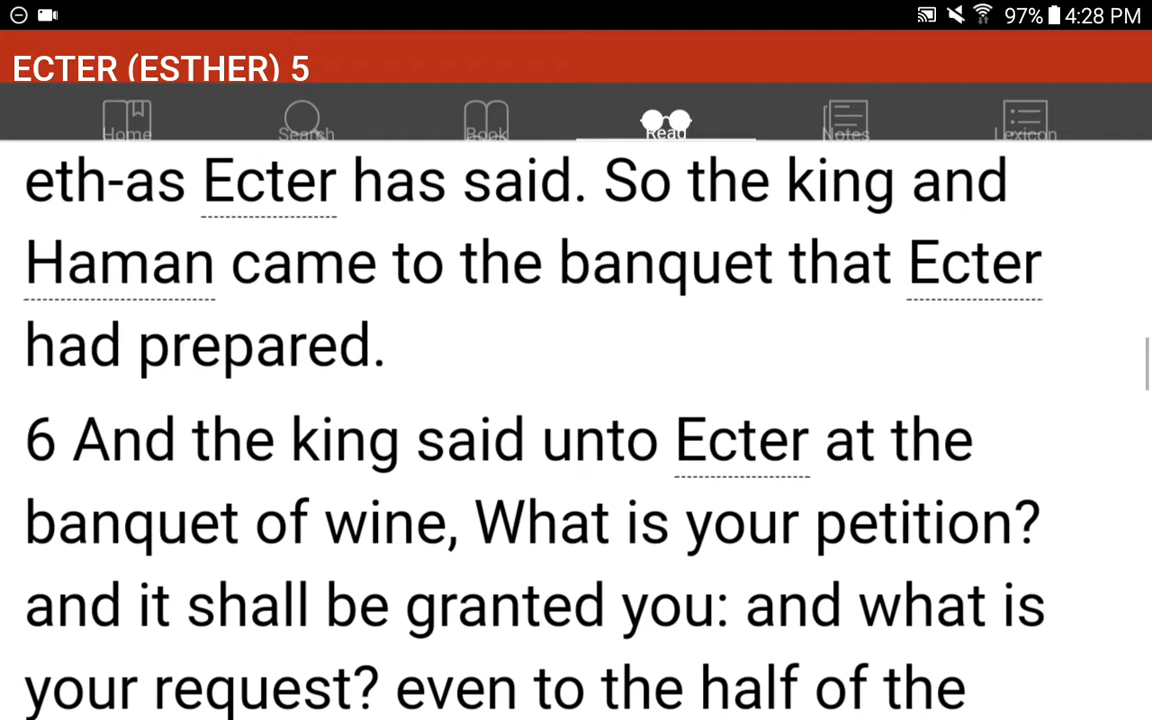 97% 4:28 PM
ECTER (ESTHER) 5
Home Search Book Read Notes Lexicon
eth-as Ecter has said. So the king and
Haman came to the banquet that Ecter
had prepared.
6 And the king said unto Ecter at the
banquet of wine, What is your petition?
and it shall be granted you: and what is
your request? even to the half of the